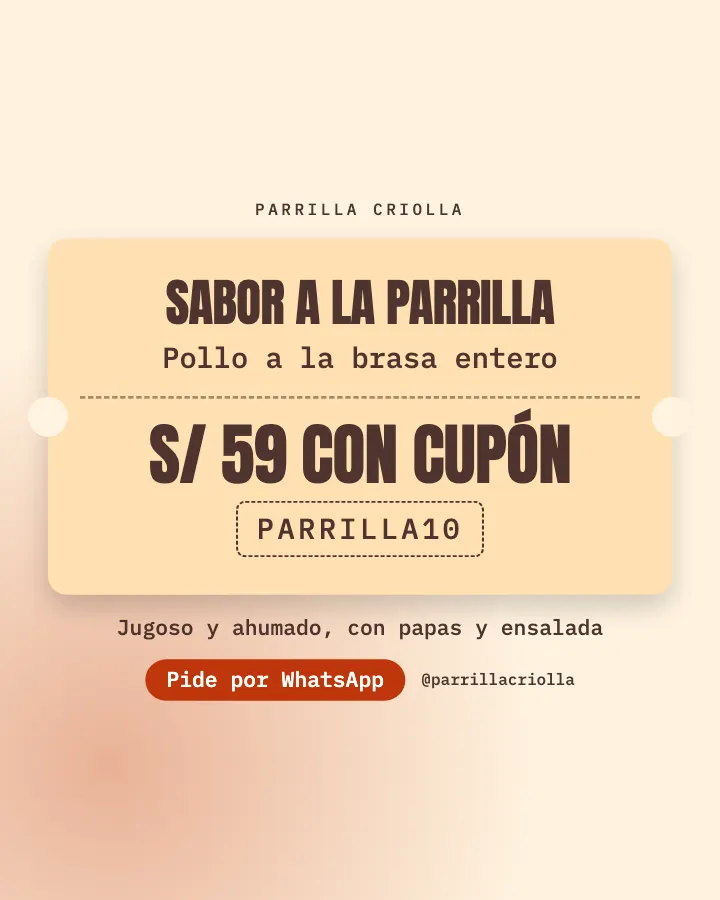 PARRILLA CRIOLLA
SABOR A LA PARRILLA
Pollo a la brasa entero
S/ 59 CON CUPÓN
PARRILLA10
Jugoso y ahumado, con papas y ensalada
Pide por WhatsApp
@parrillacriolla